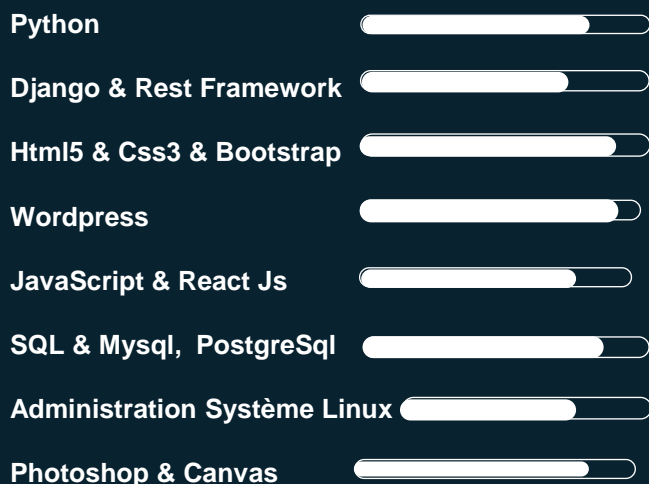 Python
Django & Rest Framework
Html5 & Css3 & Bootstrap
Wordpress
JavaScript & React Js
SQL & Mysql,  PostgreSql
Administration Système Linux
Photoshop & Canvas